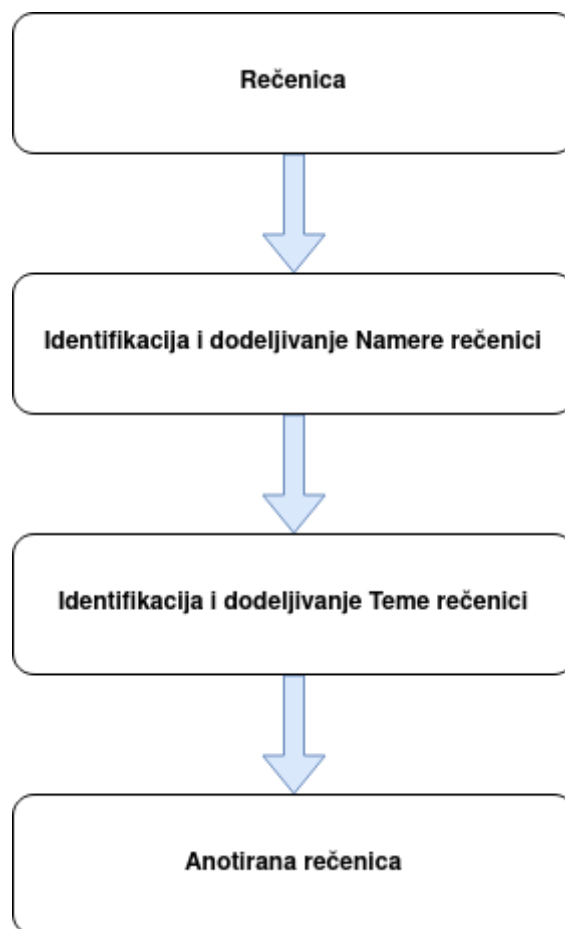 Rečenica
Identifikacija i dodeljivanje Namere rečenici
Identifikacija i dodeljivanje Teme rečenici
Anotirana rečenica